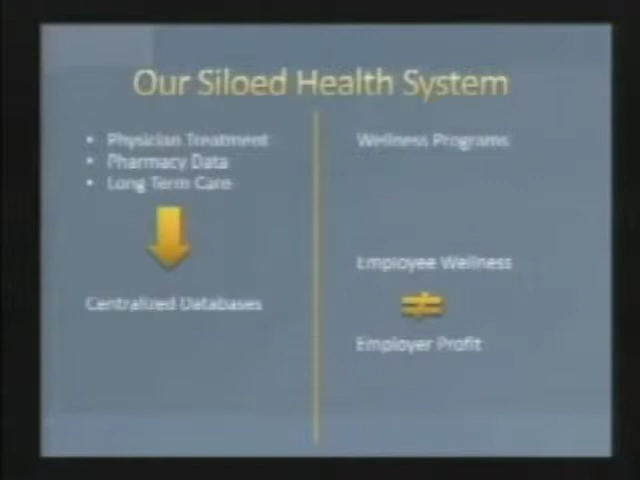 Our Siloed Health System
• Physician Treatment
• Pharmacy Data
• Long Term Care
Centralized Databases
Wellness Programs
Employee Wellness
≠
Employer Profit